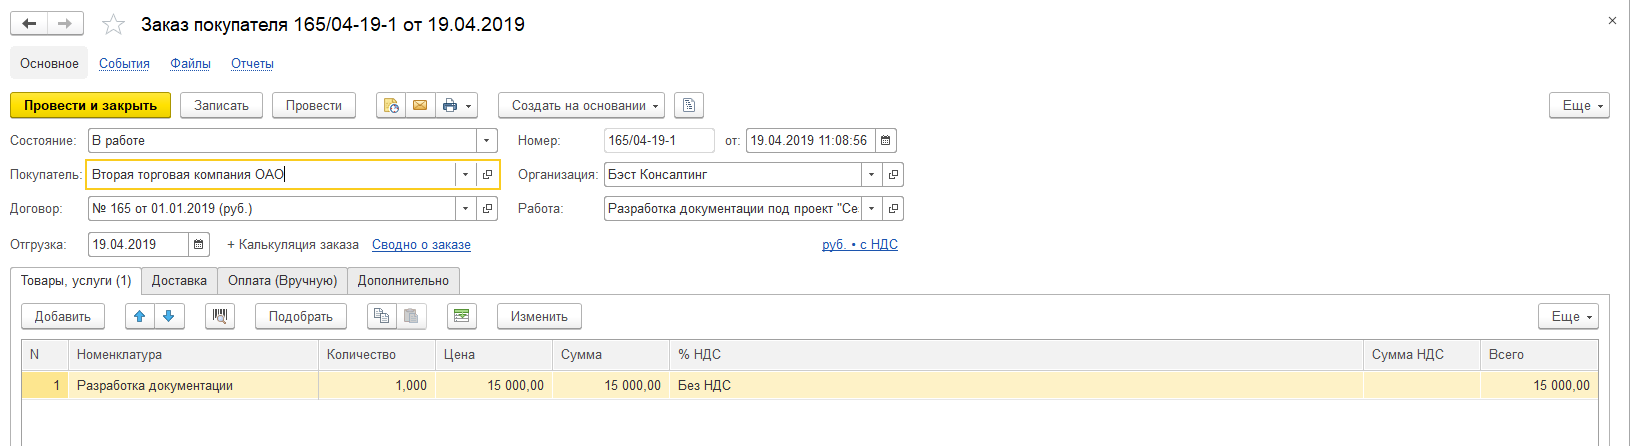 Заказ покупателя 165/04-19-1 от 19.04.2019
Основное События Файлы Отчеты
Провести и закрыть Записать Провести Создать на основании Еще
Состояние: В работе Номер: 165/04-19-1 от: 19.04.2019 11:08:56
Покупатель: Вторая торговая компания ОАО Организация: Бэст Консалтинг
Договор: № 165 от 01.01.2019 (руб.) Работа: Разработка документации под проект "Се
Отгрузка: 19.04.2019 + Калькуляция заказа Сводно о заказе руб. • с НДС
Товары, услуги (1) Доставка Оплата (Вручную) Дополнительно
Добавить Подобрать Изменить Еще
N Номенклатура Количество Цена Сумма % НДС Сумма НДС Всего
1 Разработка документации 1,000 15 000,00 15 000,00 Без НДС 15 000,00